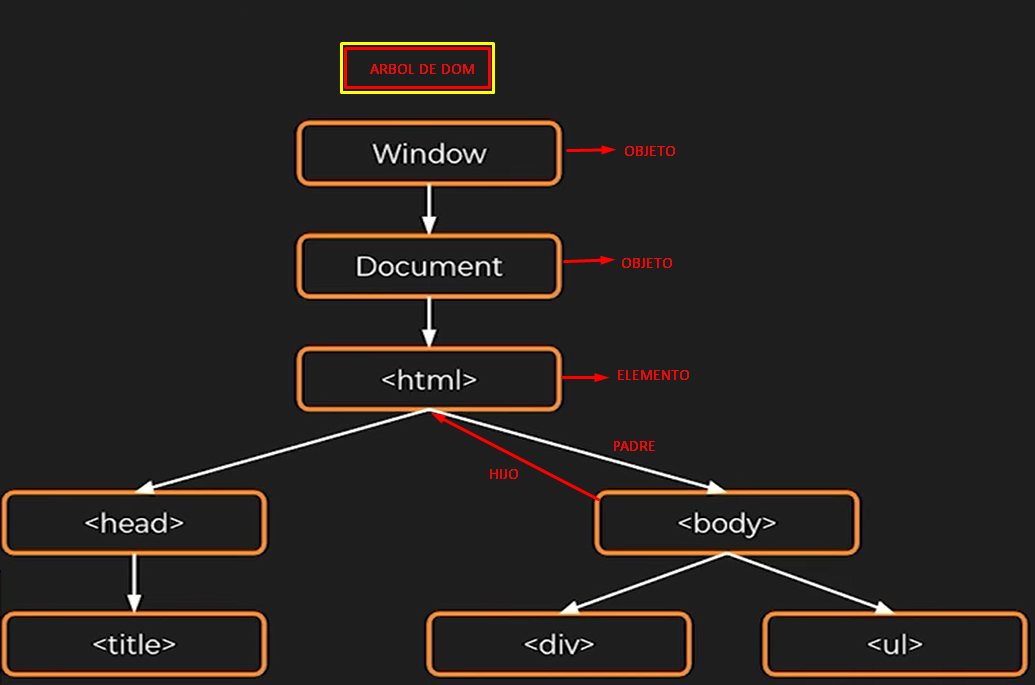 ARBOL DE DOM
Window
OBJETO
Document
OBJETO
<html>
ELEMENTO
PADRE
HIJO
<head>
<body>
<title>
<div>
<ul>